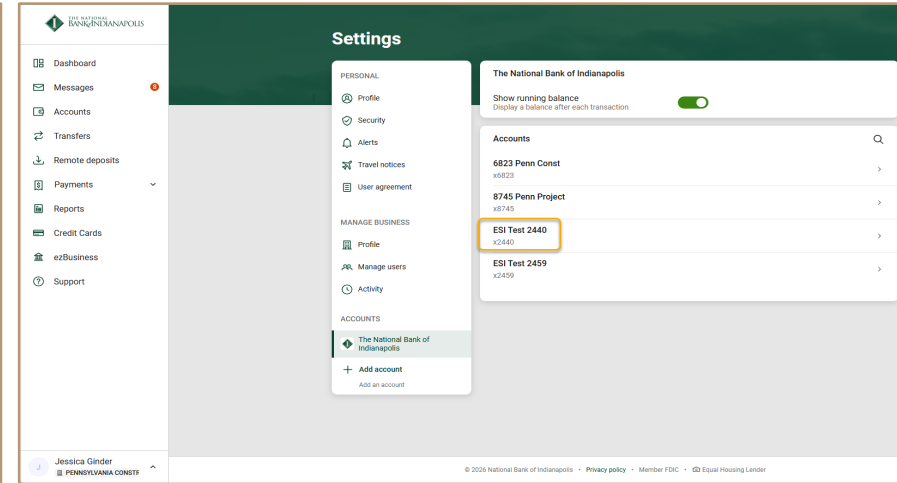 THE NATIONAL
BANK OF INDIANAPOLIS
Dashboard
Messages
8
Accounts
Transfers
Remote deposits
Payments
Reports
Credit Cards
ezBusiness
Support
J
Jessica Ginder
PENNSYLVANIA CONSTR
Settings
PERSONAL
Profile
Security
Alerts
Travel notices
User agreement
MANAGE BUSINESS
Profile
Manage users
Activity
ACCOUNTS
The National Bank of
Indianapolis
Add account
Add an account
The National Bank of Indianapolis
Show running balance
Display a balance after each transaction
Accounts
6823 Penn Const
x6823
8745 Penn Project
x8745
ESI Test 2440
x2440
ESI Test 2459
x2459
© 2026 National Bank of Indianapolis • Privacy policy • Member FDIC • Equal Housing Lender